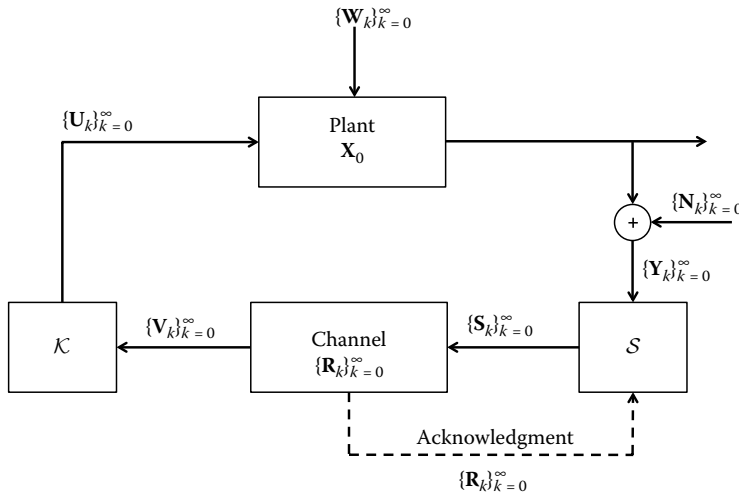 {W_k}_{k = 0}^∞
{U_k}_{k = 0}^∞
Plant
X_0
+
{N_k}_{k = 0}^∞
{Y_k}_{k = 0}^∞
{V_k}_{k = 0}^∞
{S_k}_{k = 0}^∞
𝒦
Channel
{R_k}_{k = 0}^∞
𝒮
Acknowledgment
{R_k}_{k = 0}^∞